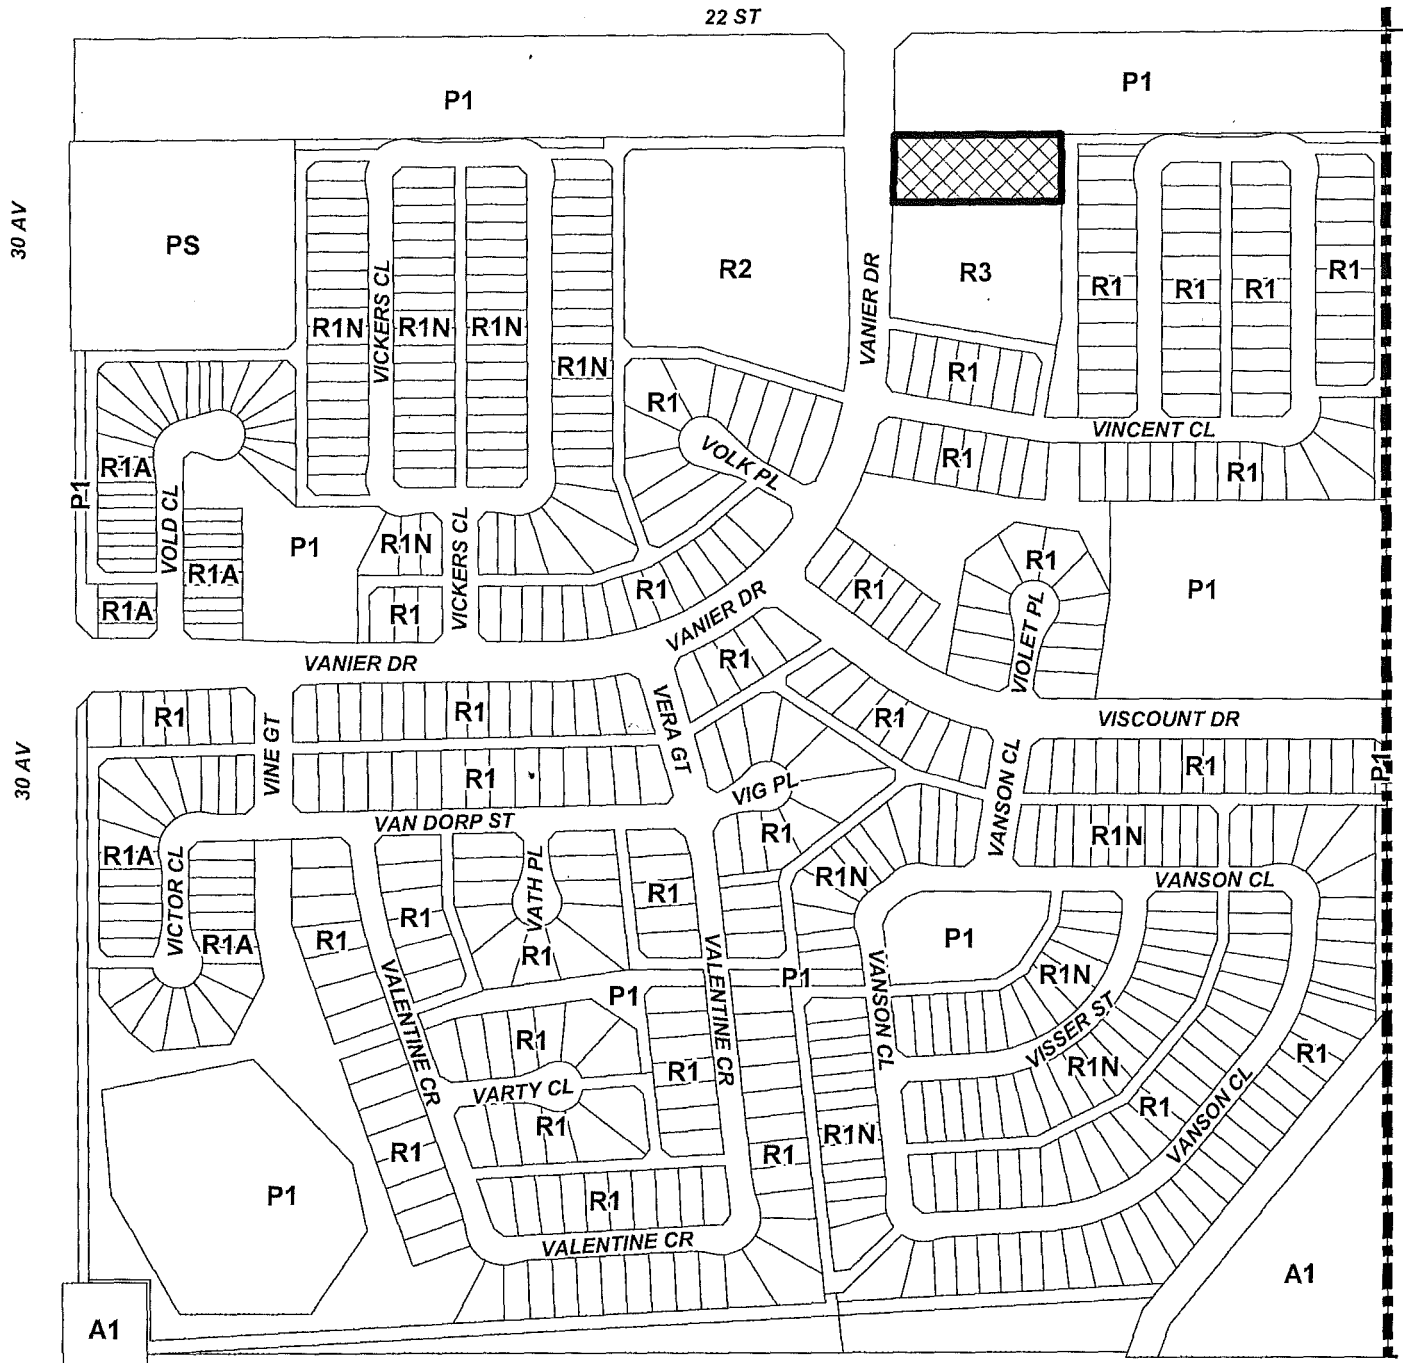 22 ST
P1
P1
30 AV
PS
R2
VANIER DR
R3
R1
R1
R1
R1
VICKERS CL
R1N
R1N
R1N
R1N
R1
R1
VINCENT CL
R1
VOLK PL
R1
R1
R1A
P1
VOLD CL
P1
R1N
VICKERS CL
R1A
R1A
R1
R1
VANIER DR
R1
R1
VIOLET PL
P1
VANIER DR
R1
VERA GT
R1
R1
VINE GT
R1
VISCOUNT DR
30 AV
R1
VIG PL
VANSON CL
R1
P1
VAN DORP ST
R1
R1N
R1A
VICTOR CL
VATH PL
R1
R1N
VANSON CL
R1
R1
R1A
R1
VALENTINE CR
VALENTINE CR
P1
P1
P1
VANSON CL
R1N
R1
VARTY CL
R1
R1
VISSER ST
R1N
R1
R1
VANSON CL
R1
R1
R1N
P1
R1
VALENTINE CR
A1
A1